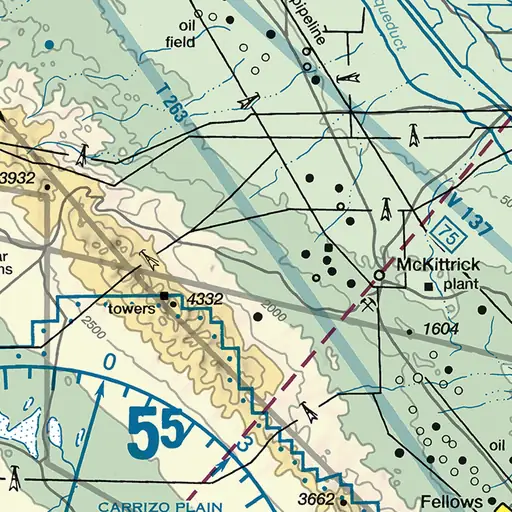 oil
field
pipeline
aqueduct
T 263
3932
V 137
75
McKittrick
plant
4332
towers
2000
2500
1604
0
55
3
oil
3662
Fellows
CARRIZO PLAIN